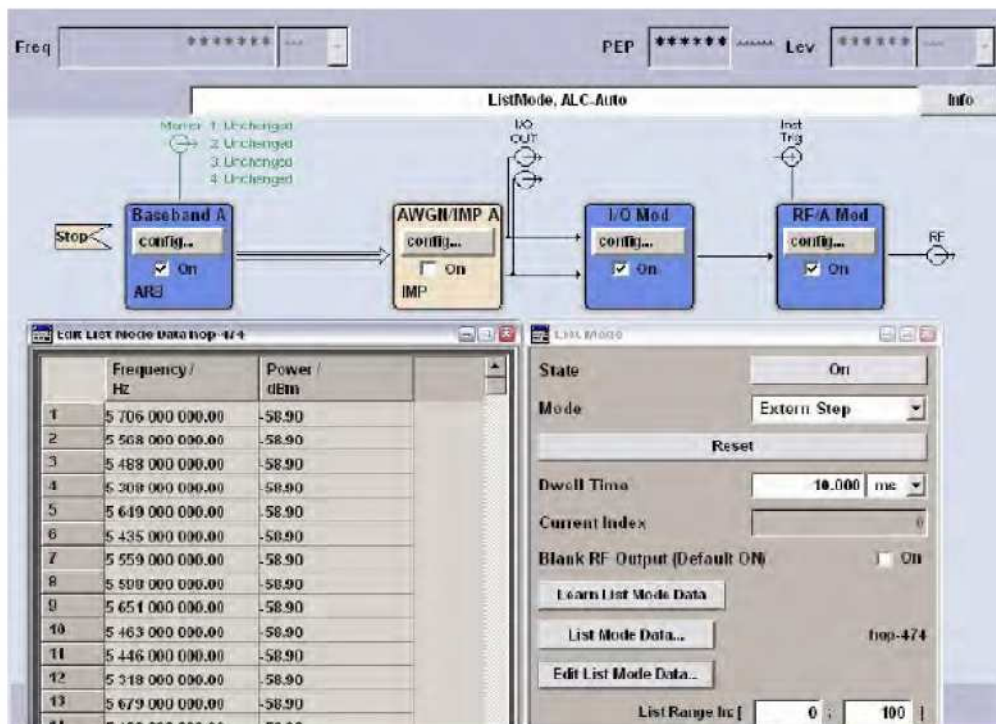 Freq ******* --- PEP ****** Lev ****** ---
ListMode, ALC-Auto Info
Marker 1: Unchanged
2: Unchanged
3: Unchanged
4: Unchanged
I/Q OUT
Inst Trig
Stop
Baseband A
config...
On
ARB
AWGN/IMP A
config...
On
IMP
I/Q Mod
config...
On
RF/A Mod
config...
On
RF
Edit List Mode Data hop-474
Frequency / Hz Power / dBm
1 5 706 000 000.00 -58.90
2 5 568 000 000.00 -58.90
3 5 488 000 000.00 -58.90
4 5 308 000 000.00 -58.90
5 5 649 000 000.00 -58.90
6 5 435 000 000.00 -58.90
7 5 559 000 000.00 -58.90
8 5 598 000 000.00 -58.90
9 5 651 000 000.00 -58.90
10 5 463 000 000.00 -58.90
11 5 446 000 000.00 -58.90
12 5 318 000 000.00 -58.90
13 5 679 000 000.00 -58.90
List Mode
State On
Mode Extern Step
Reset
Dwell Time 10.000 ms
Current Index 0
Blank RF Output (Default ON) On
Learn List Mode Data
List Mode Data... hop-474
Edit List Mode Data...
List Range In: [ 0 ; 100 ]